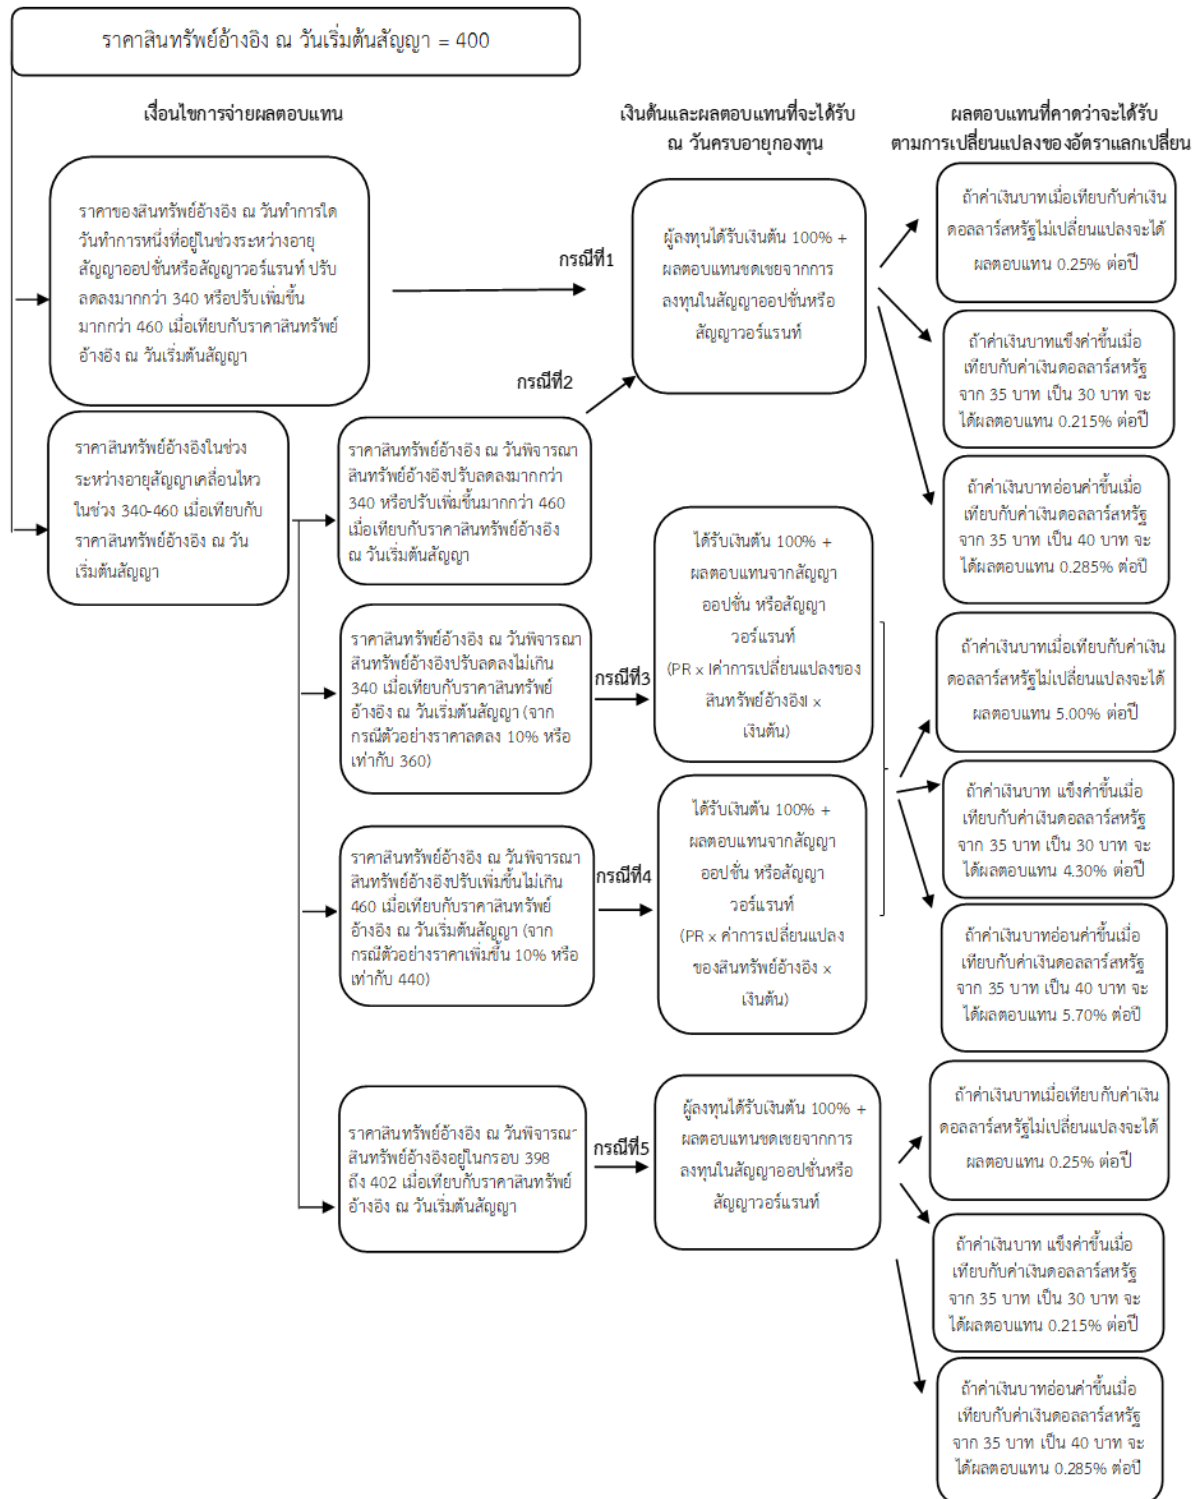 ราคาสินทรัพย์อ้างอิง ณ วันเริ่มต้นสัญญา = 400
เงื่อนไขการจ่ายผลตอบแทน
เงินต้นและผลตอบแทนที่จะได้รับ
ณ วันครบอายุกองทุน
ผลตอบแทนที่คาดว่าจะได้รับ
ตามการเปลี่ยนแปลงของอัตราแลกเปลี่ยน
ราคาของสินทรัพย์อ้างอิง ณ วันทำการใด
วันทำการหนึ่งที่อยู่ในช่วงระหว่างอายุ
สัญญาออปชั่นหรือสัญญาวอร์แรนท์ ปรับ
ลดลงมากกว่า 340 หรือปรับเพิ่มขึ้น
มากกว่า 460 เมื่อเทียบกับราคาสินทรัพย์
อ้างอิง ณ วันเริ่มต้นสัญญา
กรณีที่1
ผู้ลงทุนได้รับเงินต้น 100% +
ผลตอบแทนชดเชยจากการ
ลงทุนในสัญญาออปชั่นหรือ
สัญญาวอร์แรนท์
ถ้าค่าเงินบาทเมื่อเทียบกับค่าเงิน
ดอลลาร์สหรัฐไม่เปลี่ยนแปลงจะได้
ผลตอบแทน 0.25% ต่อปี
ถ้าค่าเงินบาทแข็งค่าขึ้นเมื่อ
เทียบกับค่าเงินดอลลาร์สหรัฐ
จาก 35 บาท เป็น 30 บาท จะ
ได้ผลตอบแทน 0.215% ต่อปี
ถ้าค่าเงินบาทอ่อนค่าขึ้นเมื่อ
เทียบกับค่าเงินดอลลาร์สหรัฐ
จาก 35 บาท เป็น 40 บาท จะ
ได้ผลตอบแทน 0.285% ต่อปี
ราคาสินทรัพย์อ้างอิงในช่วง
ระหว่างอายุสัญญาเคลื่อนไหว
ในช่วง 340-460 เมื่อเทียบกับ
ราคาสินทรัพย์อ้างอิง ณ วัน
เริ่มต้นสัญญา
กรณีที่2
ราคาสินทรัพย์อ้างอิง ณ วันพิจารณา
สินทรัพย์อ้างอิงปรับลดลงมากกว่า
340 หรือปรับเพิ่มขึ้นมากกว่า 460
เมื่อเทียบกับราคาสินทรัพย์อ้างอิง
ณ วันเริ่มต้นสัญญา
ราคาสินทรัพย์อ้างอิง ณ วันพิจารณา
สินทรัพย์อ้างอิงปรับลดลงไม่เกิน
340 เมื่อเทียบกับราคาสินทรัพย์
อ้างอิง ณ วันเริ่มต้นสัญญา (จาก
กรณีตัวอย่างราคาลดลง 10% หรือ
เท่ากับ 360)
กรณีที่3
ได้รับเงินต้น 100% +
ผลตอบแทนจากสัญญา
ออปชั่น หรือสัญญา
วอร์แรนท์
(PR x |ค่าการเปลี่ยนแปลงของ
สินทรัพย์อ้างอิง| x
เงินต้น)
ถ้าค่าเงินบาทเมื่อเทียบกับค่าเงิน
ดอลลาร์สหรัฐไม่เปลี่ยนแปลงจะได้
ผลตอบแทน 5.00% ต่อปี
ถ้าค่าเงินบาท แข็งค่าขึ้นเมื่อ
เทียบกับค่าเงินดอลลาร์สหรัฐ
จาก 35 บาท เป็น 30 บาท จะ
ได้ผลตอบแทน 4.30% ต่อปี
ถ้าค่าเงินบาทอ่อนค่าขึ้นเมื่อ
เทียบกับค่าเงินดอลลาร์สหรัฐ
จาก 35 บาท เป็น 40 บาท จะ
ได้ผลตอบแทน 5.70% ต่อปี
ราคาสินทรัพย์อ้างอิง ณ วันพิจารณา
สินทรัพย์อ้างอิงปรับเพิ่มขึ้นไม่เกิน
460 เมื่อเทียบกับราคาสินทรัพย์
อ้างอิง ณ วันเริ่มต้นสัญญา (จาก
กรณีตัวอย่างราคาเพิ่มขึ้น 10% หรือ
เท่ากับ 440)
กรณีที่4
ได้รับเงินต้น 100% +
ผลตอบแทนจากสัญญา
ออปชั่น หรือสัญญา
วอร์แรนท์
(PR x ค่าการเปลี่ยนแปลง
ของสินทรัพย์อ้างอิง x
เงินต้น)
ราคาสินทรัพย์อ้างอิง ณ วันพิจารณา
สินทรัพย์อ้างอิงอยู่ในกรอบ 398
ถึง 402 เมื่อเทียบกับราคาสินทรัพย์
อ้างอิง ณ วันเริ่มต้นสัญญา
กรณีที่5
ผู้ลงทุนได้รับเงินต้น 100% +
ผลตอบแทนชดเชยจากการ
ลงทุนในสัญญาออปชั่นหรือ
สัญญาวอร์แรนท์
ถ้าค่าเงินบาทเมื่อเทียบกับค่าเงิน
ดอลลาร์สหรัฐไม่เปลี่ยนแปลงจะได้
ผลตอบแทน 0.25% ต่อปี
ถ้าค่าเงินบาท แข็งค่าขึ้นเมื่อ
เทียบกับค่าเงินดอลลาร์สหรัฐ
จาก 35 บาท เป็น 30 บาท จะ
ได้ผลตอบแทน 0.215% ต่อปี
ถ้าค่าเงินบาทอ่อนค่าขึ้นเมื่อ
เทียบกับค่าเงินดอลลาร์สหรัฐ
จาก 35 บาท เป็น 40 บาท จะ
ได้ผลตอบแทน 0.285% ต่อปี